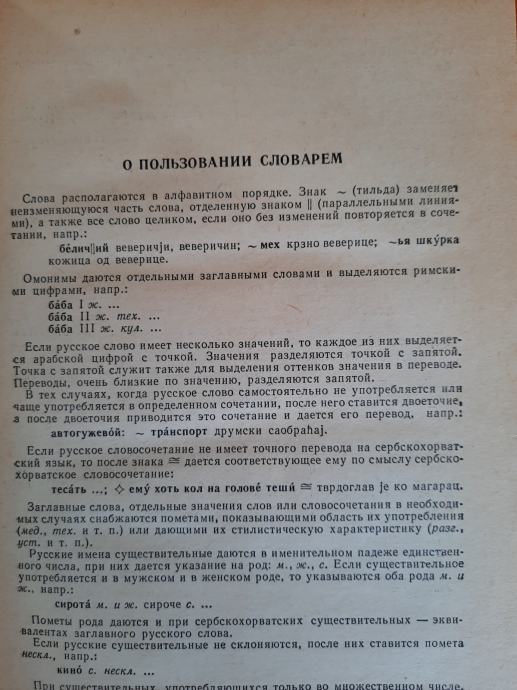 О ПОЛЬЗОВАНИИ СЛОВАРЕМ
Слова располагаются в алфавитном порядке. Знак ~ (тильда) заменяет
неизменяющуюся часть слова, отделенную знаком || (параллельными линия-
ми), а также все слово целиком, если оно без изменений повторяется в соче-
тании, напр.:
бе́лич||ий веверичји, веверичин; ~ мех крзно веверице; ~ья шку́рка
кожица од веверице.
Омонимы даются отдельными заглавными словами и выделяются римски-
ми цифрами, напр.:
ба́ба I ж. ...
ба́ба II ж. тех. ...
ба́ба III ж. кул. ...
Если русское слово имеет несколько значений, то каждое из них выделяет-
ся арабской цифрой с точкой. Значения разделяются точкой с запятой.
Точка с запятой служит также для выделения оттенков значения в переводе.
Переводы, очень близкие по значению, разделяются запятой.
В тех случаях, когда русское слово самостоятельно не употребляется или
чаще употребляется в определенном сочетании, после него ставится двоеточие,
а после двоеточия приводится это сочетание и дается его перевод, напр.:
автогужево́й: ~ тра́нспорт друмски саобраћај.
Если русское словосочетание не имеет точного перевода на сербскохорват-
ский язык, то после знака ≅ дается соответствующее ему по смыслу сербско-
хорватское словосочетание:
теса́ть ...; ◇ ему́ хоть кол на голове́ теши́ ≅ тврдоглав је ко магарац.
Заглавные слова, отдельные значения слов или словосочетания в необходи-
мых случаях снабжаются пометами, показывающими область их употребления
(мед., тех. и т. п.) или дающими их стилистическую характеристику (разг.,
уст. и т. п.).
Русские имена существительные даются в именительном падеже единствен-
ного числа, при них дается указание на род: м., ж., с. Если существительное
употребляется и в мужском и в женском роде, то указываются оба рода м. и
ж., напр.:
сирота́ м. и ж. сироче с. ...
Пометы рода даются и при сербскохорватских существительных — экви-
валентах заглавного русского слова.
Если русские существительные не склоняются, после них ставится помета
нескл., напр.:
кино́ с. нескл. ...
При существительных, употребляющихся только во множественном числе,